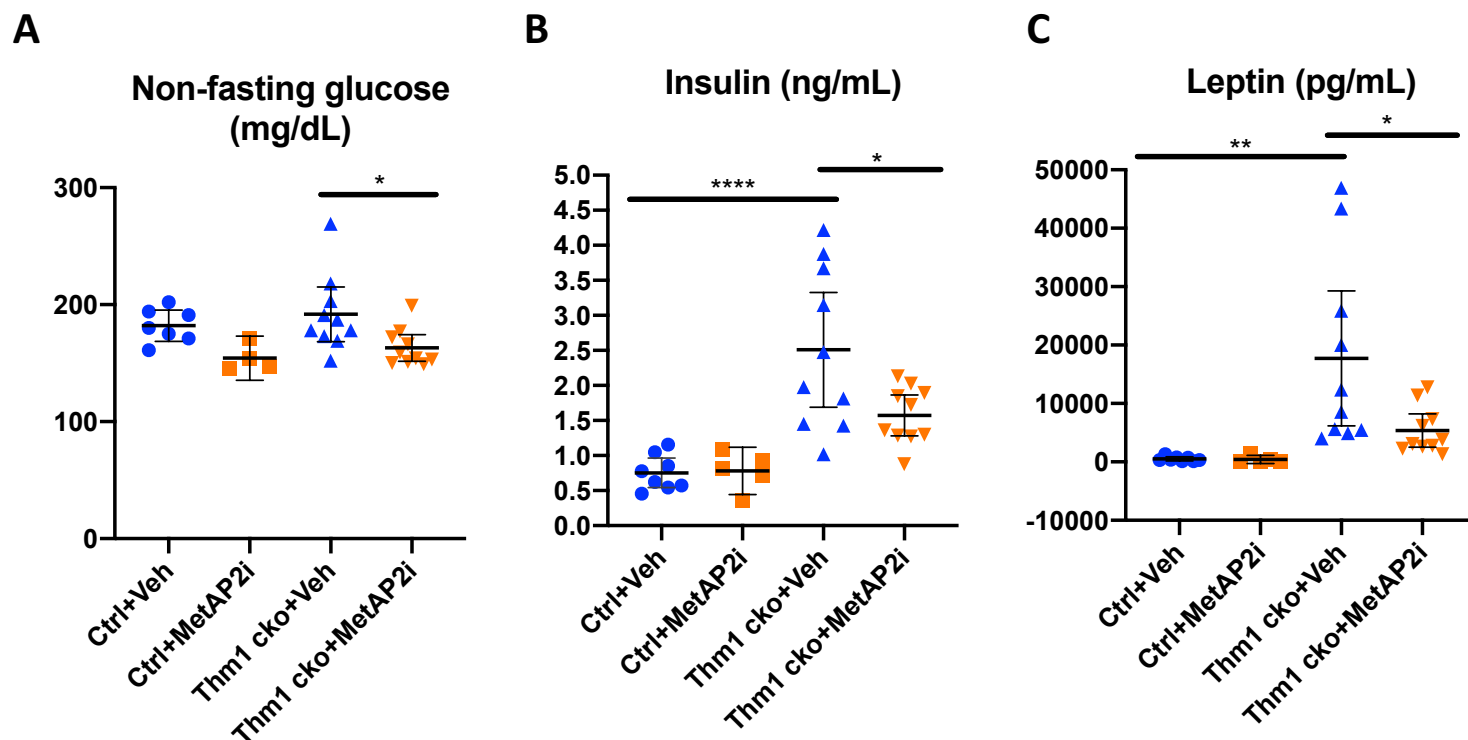 A
Non-fasting glucose
(mg/dL)
*
300
200
100
0
Ctrl+Veh
Ctrl+MetAP2i
Thm1 cko+Veh
Thm1 cko+MetAP2i
B
Insulin (ng/mL)
*
****
5.0
4.5
4.0
3.5
3.0
2.5
2.0
1.5
1.0
0.5
0.0
Ctrl+Veh
Ctrl+MetAP2i
Thm1 cko+Veh
Thm1 cko+MetAP2i
C
Leptin (pg/mL)
*
**
50000
40000
30000
20000
10000
0
-10000
Ctrl+Veh
Ctrl+MetAP2i
Thm1 cko+Veh
Thm1 cko+MetAP2i